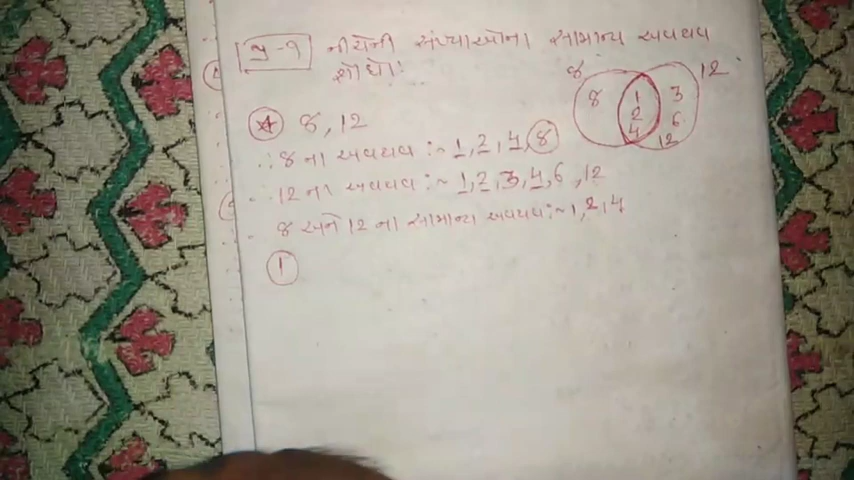 પ્ર-૧ નીચેની સંખ્યાઓના સામાન્ય અવયવ
શોધો:
8 12
8 1 3
2 6
4 12
★ 8, 12
∴ 8 ના અવયવ :~ 1, 2, 4, 8
∴ 12 ના અવયવ :~ 1, 2, 3, 4, 6, 12
8 અને 12 ના સામાન્ય અવયવ:~ 1, 2, 4
1